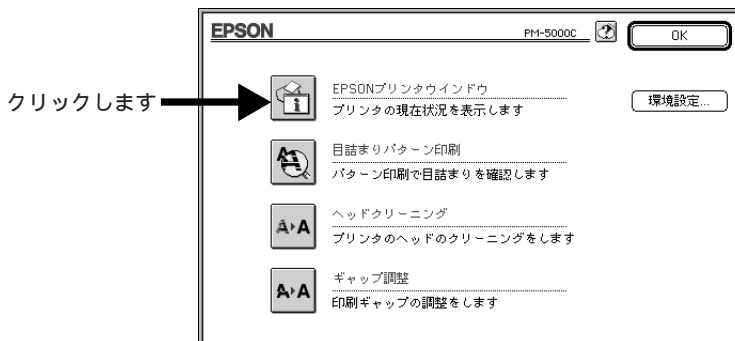 EPSON
PM-5000C
OK
クリックします
EPSONプリンタウインドウ
プリンタの現在状況を表示します
環境設定...
目詰まりパターン印刷
パターン印刷で目詰まりを確認します
ヘッドクリーニング
プリンタのヘッドのクリーニングをします
ギャップ調整
印刷ギャップの調整をします